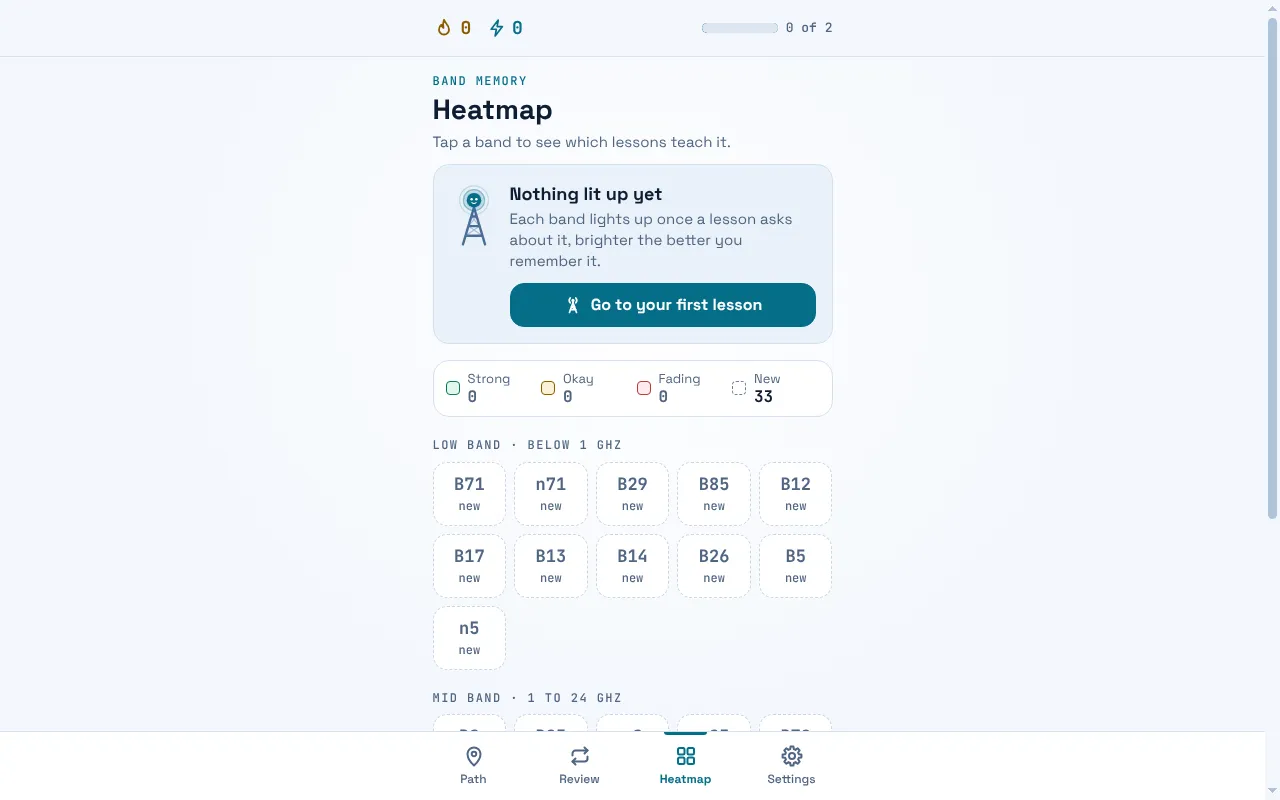 0 0 0 of 2
BAND MEMORY
Heatmap
Tap a band to see which lessons teach it.
Nothing lit up yet
Each band lights up once a lesson asks
about it, brighter the better you
remember it.
Go to your first lesson
Strong Okay Fading New
0 0 0 33
LOW BAND · BELOW 1 GHZ
B71 n71 B29 B85 B12
new new new new new
B17 B13 B14 B26 B5
new new new new new
n5
new
MID BAND · 1 TO 24 GHZ
Path Review Heatmap Settings